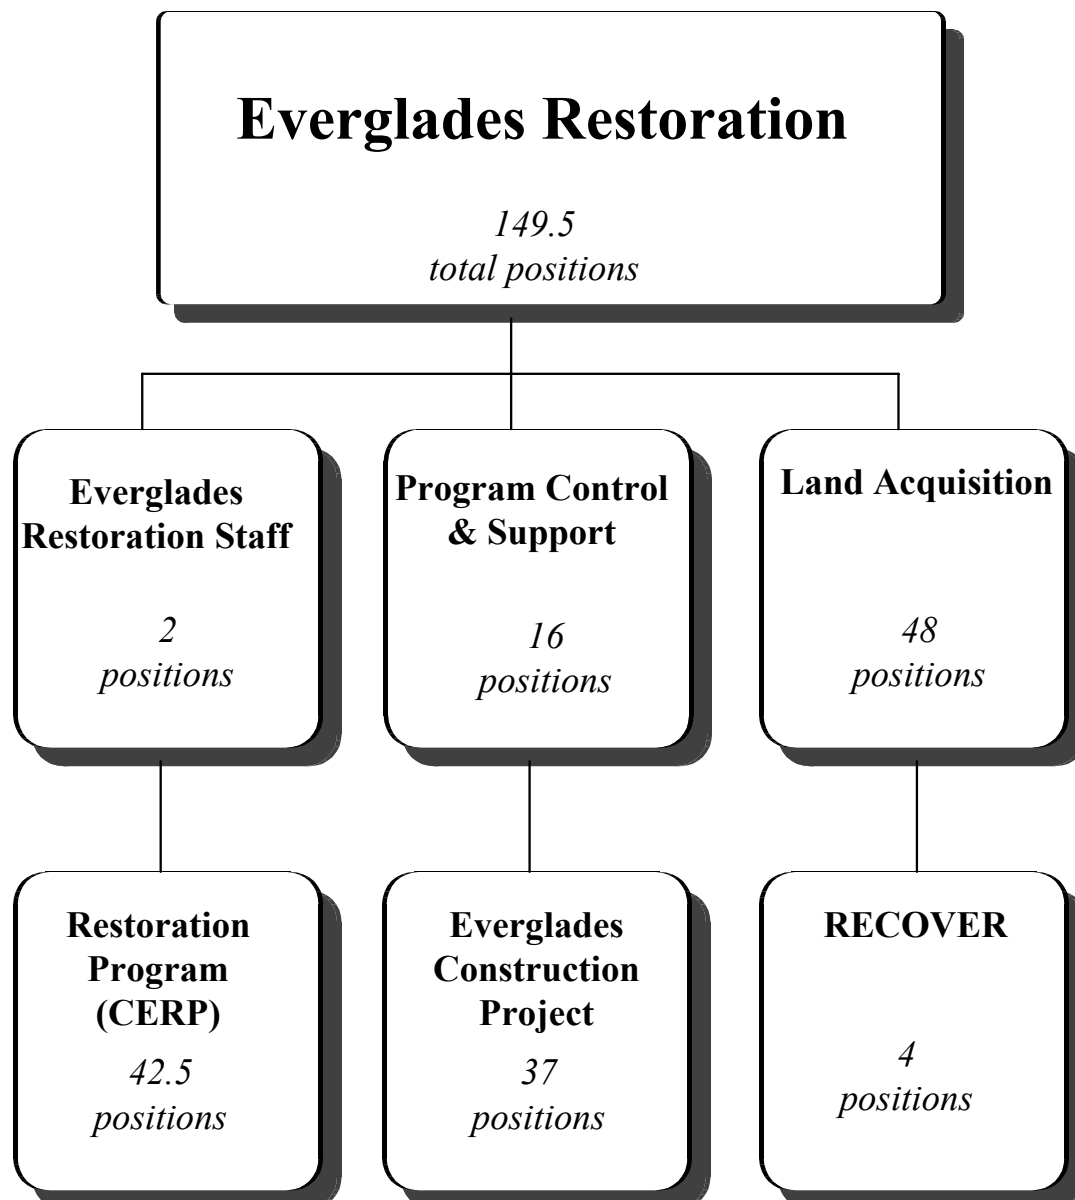 Everglades Restoration
149.5
total positions
Everglades
Restoration Staff
2
positions
Program Control
& Support
16
positions
Land Acquisition
48
positions
Restoration
Program
(CERP)
42.5
positions
Everglades
Construction
Project
37
positions
RECOVER
4
positions